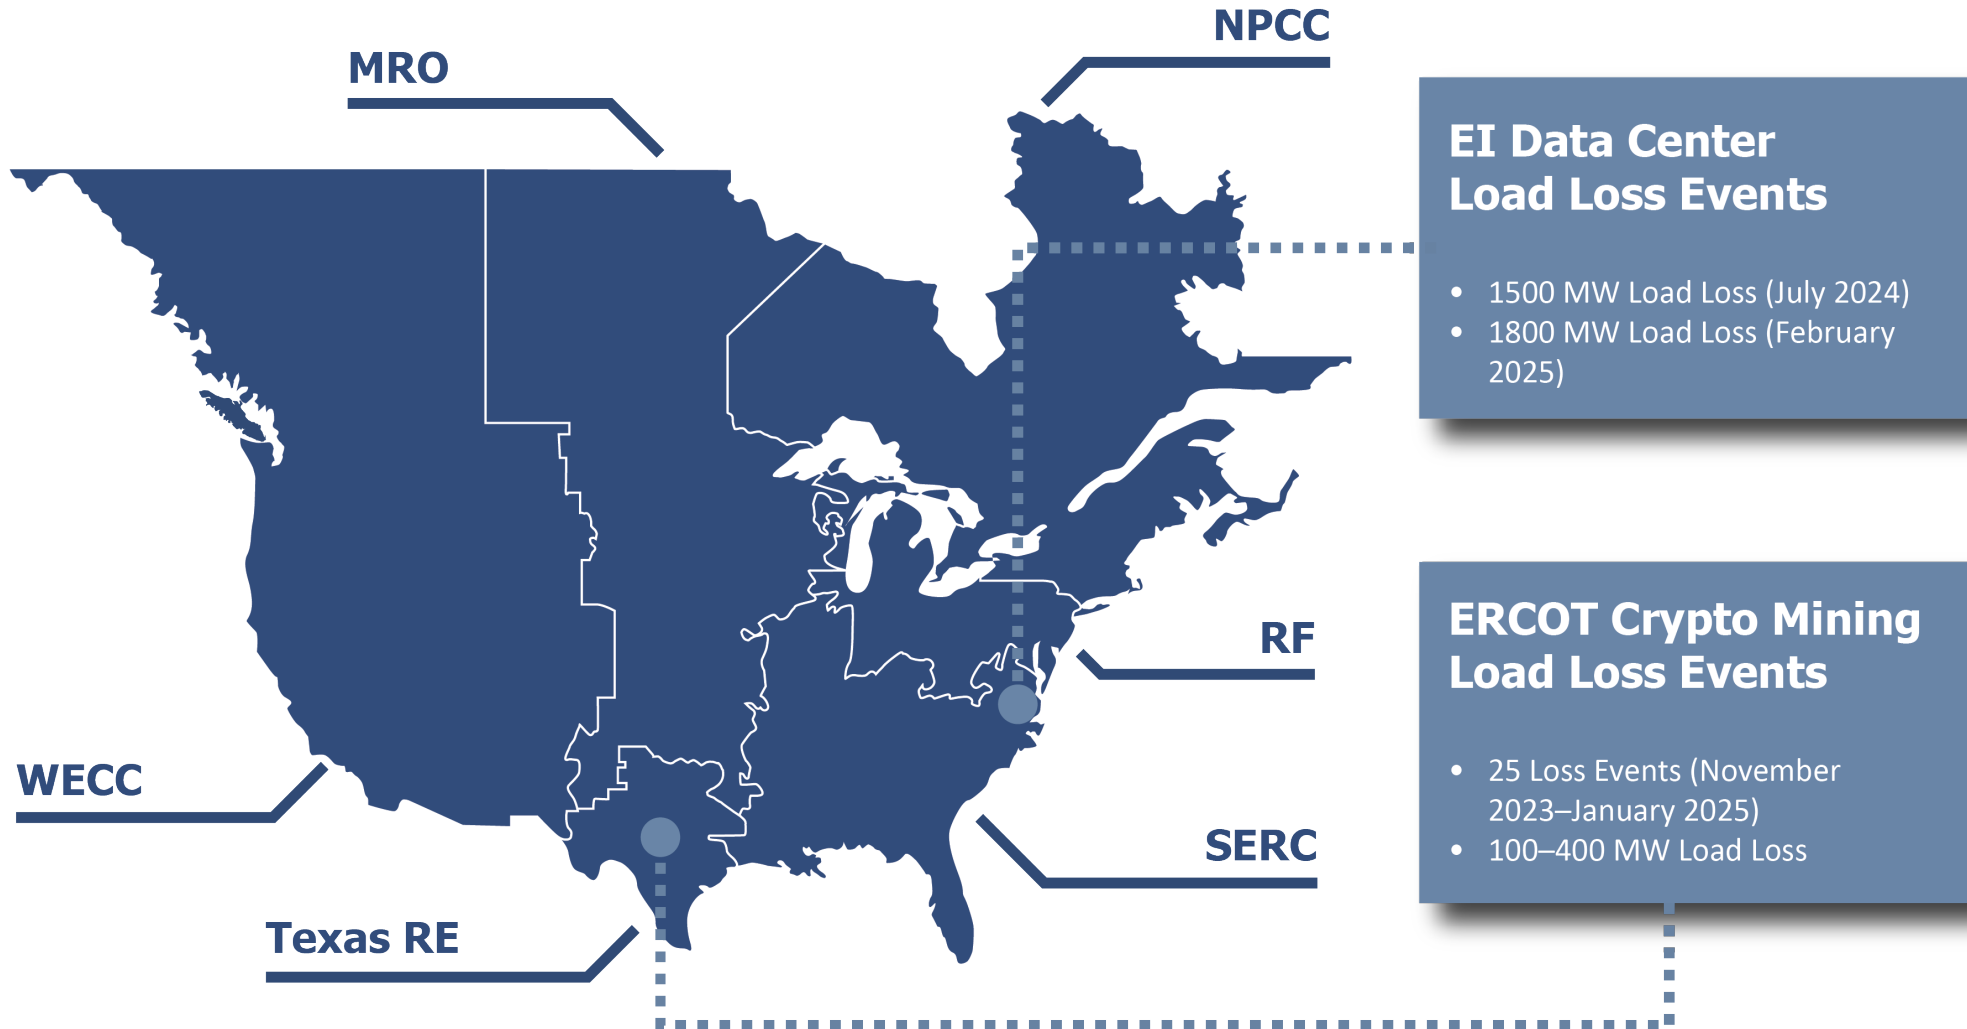 NPCC
MRO
EI Data Center
Load Loss Events
• 1500 MW Load Loss (July 2024)
• 1800 MW Load Loss (February
2025)
ERCOT Crypto Mining
Load Loss Events
• 25 Loss Events (November
2023–January 2025)
• 100–400 MW Load Loss
RF
WECC
SERC
Texas RE